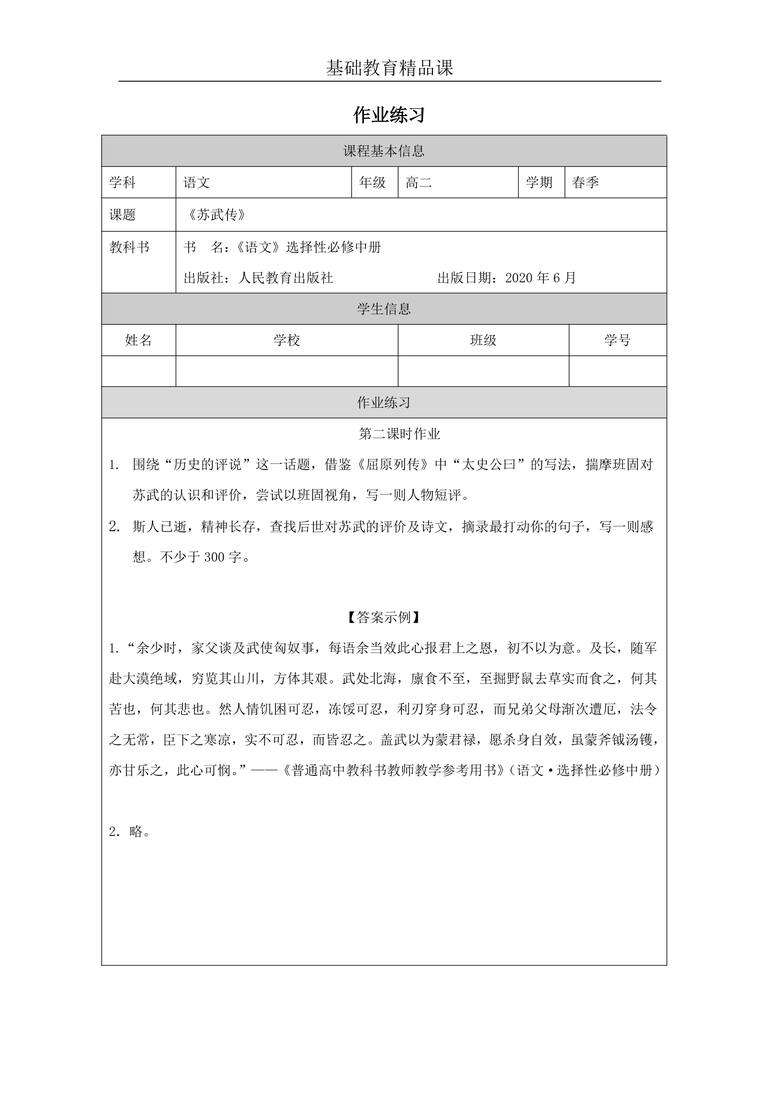 基础教育精品课
作业练习
课程基本信息
学科 语文 年级 高二 学期 春季
课题 《苏武传》
教科书 书 名：《语文》选择性必修中册
出版社：人民教育出版社 出版日期：2020 年 6 月
学生信息
姓名 学校 班级 学号
作业练习
第二课时作业
1. 围绕“历史的评说”这一话题，借鉴《屈原列传》中“太史公曰”的写法，揣摩班固对
苏武的认识和评价，尝试以班固视角，写一则人物短评。
2. 斯人已逝，精神长存，查找后世对苏武的评价及诗文，摘录最打动你的句子，写一则感
想。不少于 300 字。
【答案示例】
1.“余少时，家父谈及武使匈奴事，每语余当效此心报君上之恩，初不以为意。及长，随军
赴大漠绝域，穷览其山川，方体其艰。武处北海，廪食不至，至掘野鼠去草实而食之，何其
苦也，何其悲也。然人情饥困可忍，冻馁可忍，利刃穿身可忍，而兄弟父母渐次遭厄，法令
之无常，臣下之寒凉，实不可忍，而皆忍之。盖武以为蒙君禄，愿杀身自效，虽蒙斧钺汤镬，
亦甘乐之，此心可悯。”——《普通高中教科书教师教学参考用书》（语文·选择性必修中册）
2. 略。